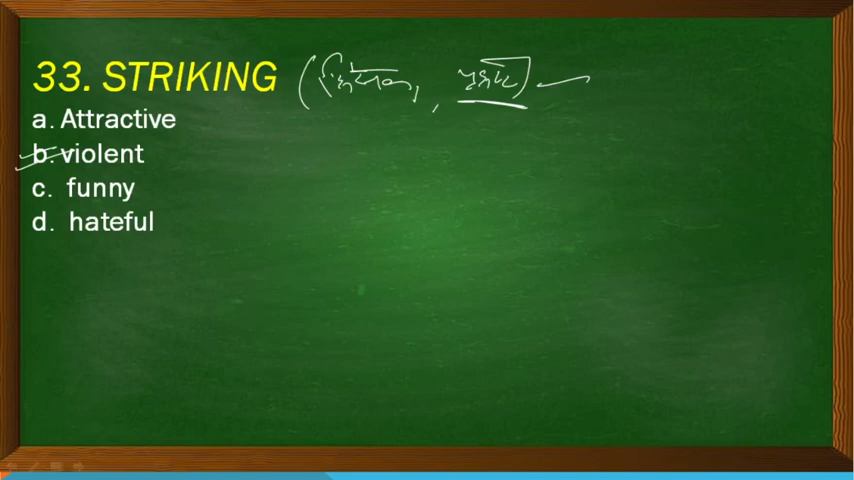 33. STRIKING
a. Attractive
b. violent
c. funny
d. hateful